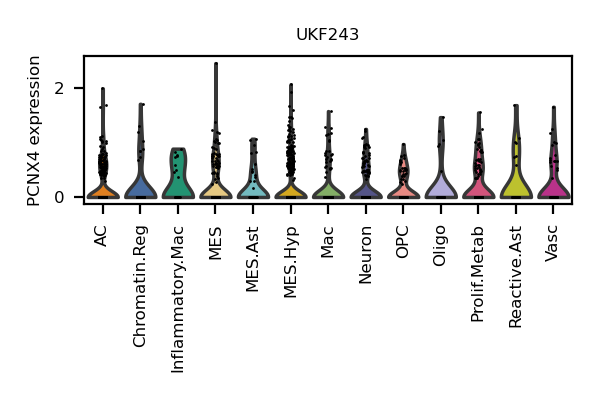 UKF243
PCNX4 expression
2
0
AC
Chromatin.Reg
Inflammatory.Mac
MES
MES.Ast
MES.Hyp
Mac
Neuron
OPC
Oligo
Prolif.Metab
Reactive.Ast
Vasc